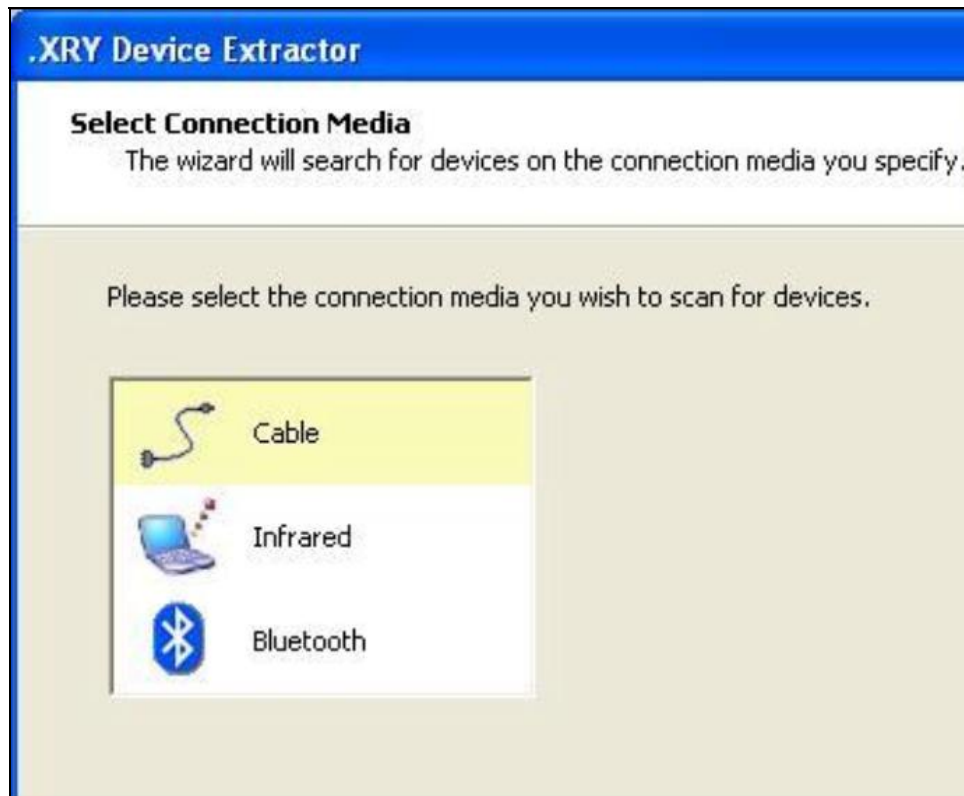 .XRY Device Extractor
Select Connection Media
The wizard will search for devices on the connection media you specify.
Please select the connection media you wish to scan for devices.
Cable
Infrared
Bluetooth